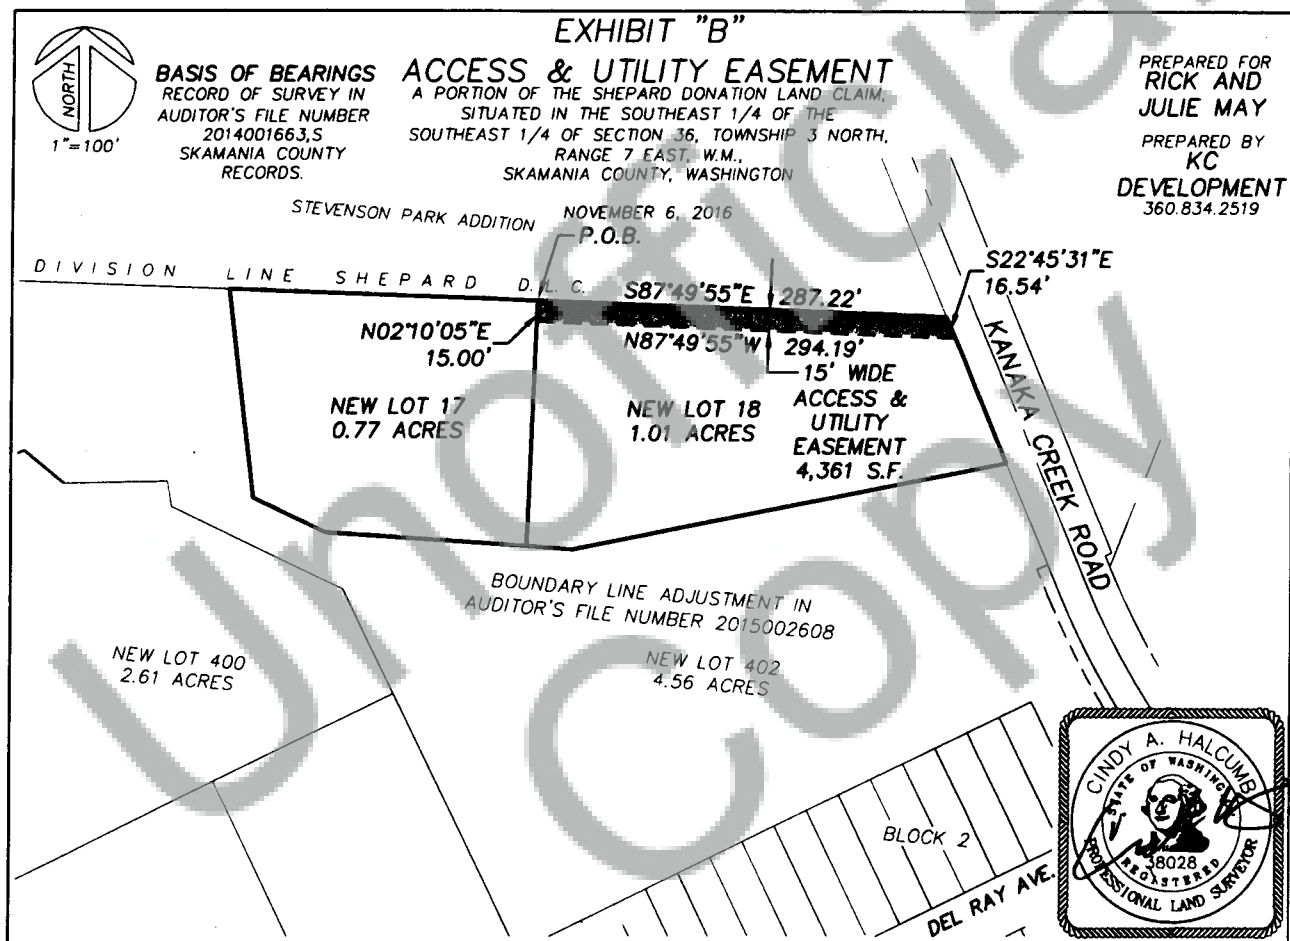 EXHIBIT "B"
NORTH
1"=100'
BASIS OF BEARINGS
RECORD OF SURVEY IN
AUDITOR'S FILE NUMBER
2014001663,S
SKAMANIA COUNTY
RECORDS.
ACCESS & UTILITY EASEMENT
A PORTION OF THE SHEPARD DONATION LAND CLAIM,
SITUATED IN THE SOUTHEAST 1/4 OF THE
SOUTHEAST 1/4 OF SECTION 36, TOWNSHIP 3 NORTH,
RANGE 7 EAST, W.M.,
SKAMANIA COUNTY, WASHINGTON
NOVEMBER 6, 2016
PREPARED FOR
RICK AND
JULIE MAY
PREPARED BY
KC
DEVELOPMENT
360.834.2519
STEVENSON PARK ADDITION
P.O.B.
DIVISION LINE SHEPARD D.L.C.
S87°49'55"E 287.22'
S22°45'31"E
16.54'
N02°10'05"E
15.00'
N87°49'55"W 294.19'
15' WIDE
ACCESS &
UTILITY
EASEMENT
4,361 S.F.
NEW LOT 17
0.77 ACRES
NEW LOT 18
1.01 ACRES
KANAKA CREEK ROAD
BOUNDARY LINE ADJUSTMENT IN
AUDITOR'S FILE NUMBER 2015002608
NEW LOT 400
2.61 ACRES
NEW LOT 402
4.56 ACRES
BLOCK 2
DEL RAY AVE.
CINDY A. HALCUMB
STATE OF WASHING
38028
REGISTERED
PROFESSIONAL LAND SURVEYOR
Unofficial
Copy